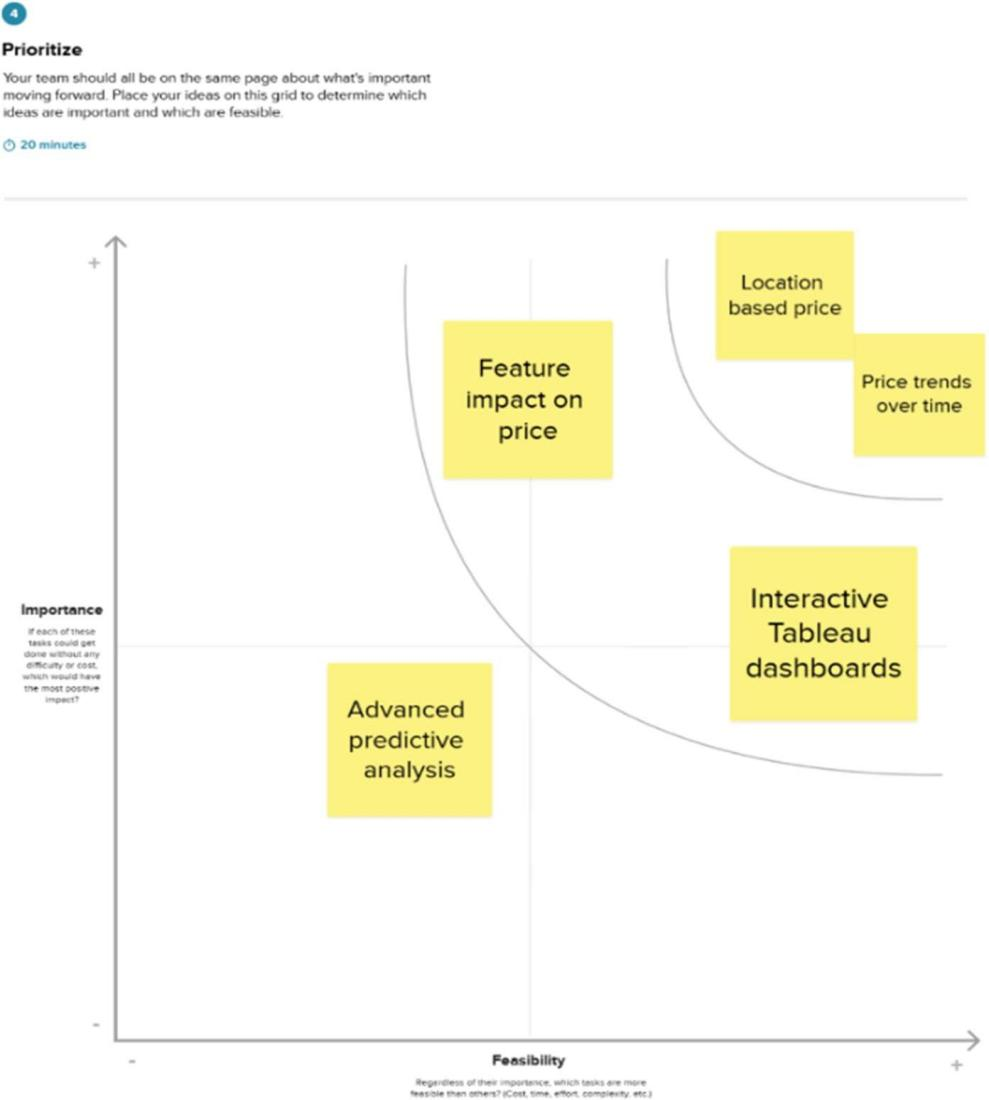 4
Prioritize
Your team should all be on the same page about what's important
moving forward. Place your ideas on this grid to determine which
ideas are important and which are feasible.
20 minutes
+
Location
based price
Feature
impact on
price
Price trends
over time
Interactive
Tableau
dashboards
Importance
If each of these
tasks could get
done without any
difficulty or cost,
which would have
the most positive
impact?
Advanced
predictive
analysis
-
-
Feasibility
+
Regardless of their importance, which tasks are more
feasible than others? (Cost, time, effort, complexity, etc.)